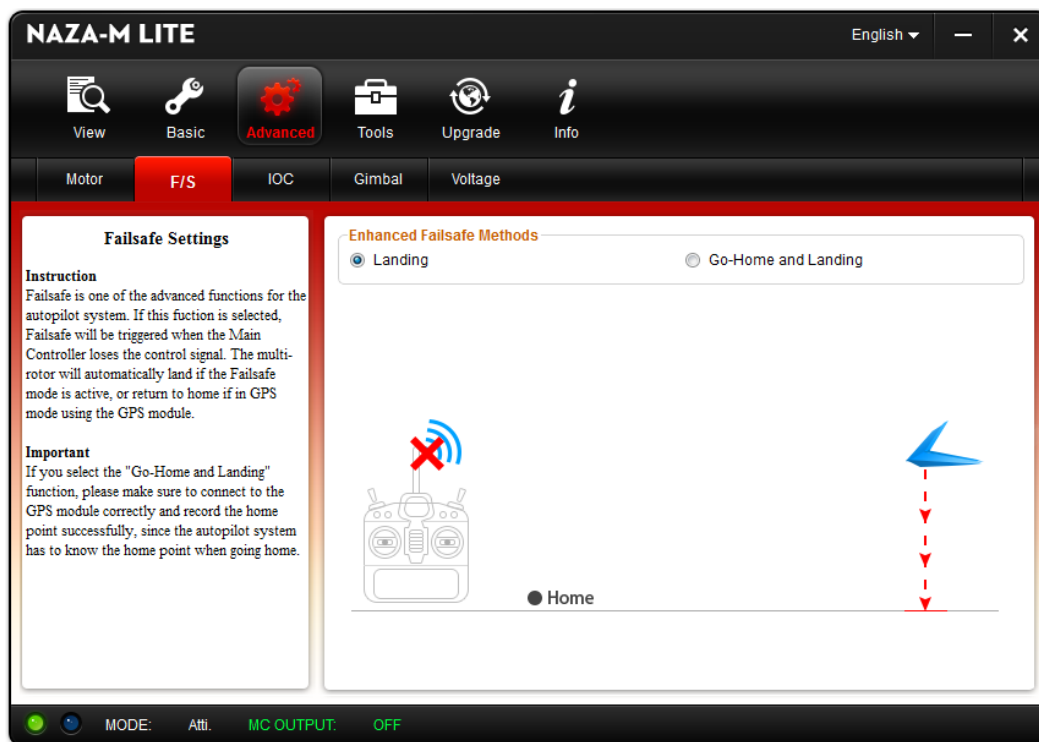 NAZA-M LITE
English
View
Basic
Advanced
Tools
Upgrade
Info
Motor
F/S
IOC
Gimbal
Voltage
Failsafe Settings
Instruction
Failsafe is one of the advanced functions for the
autopilot system. If this fuction is selected,
Failsafe will be triggered when the Main
Controller loses the control signal. The multi-
rotor will automatically land if the Failsafe
mode is active, or return to home if in GPS
mode using the GPS module.
Important
If you select the "Go-Home and Landing"
function, please make sure to connect to the
GPS module correctly and record the home
point successfully, since the autopilot system
has to know the home point when going home.
Enhanced Failsafe Methods
Landing
Go-Home and Landing
Home
MODE: Atti. MC OUTPUT: OFF